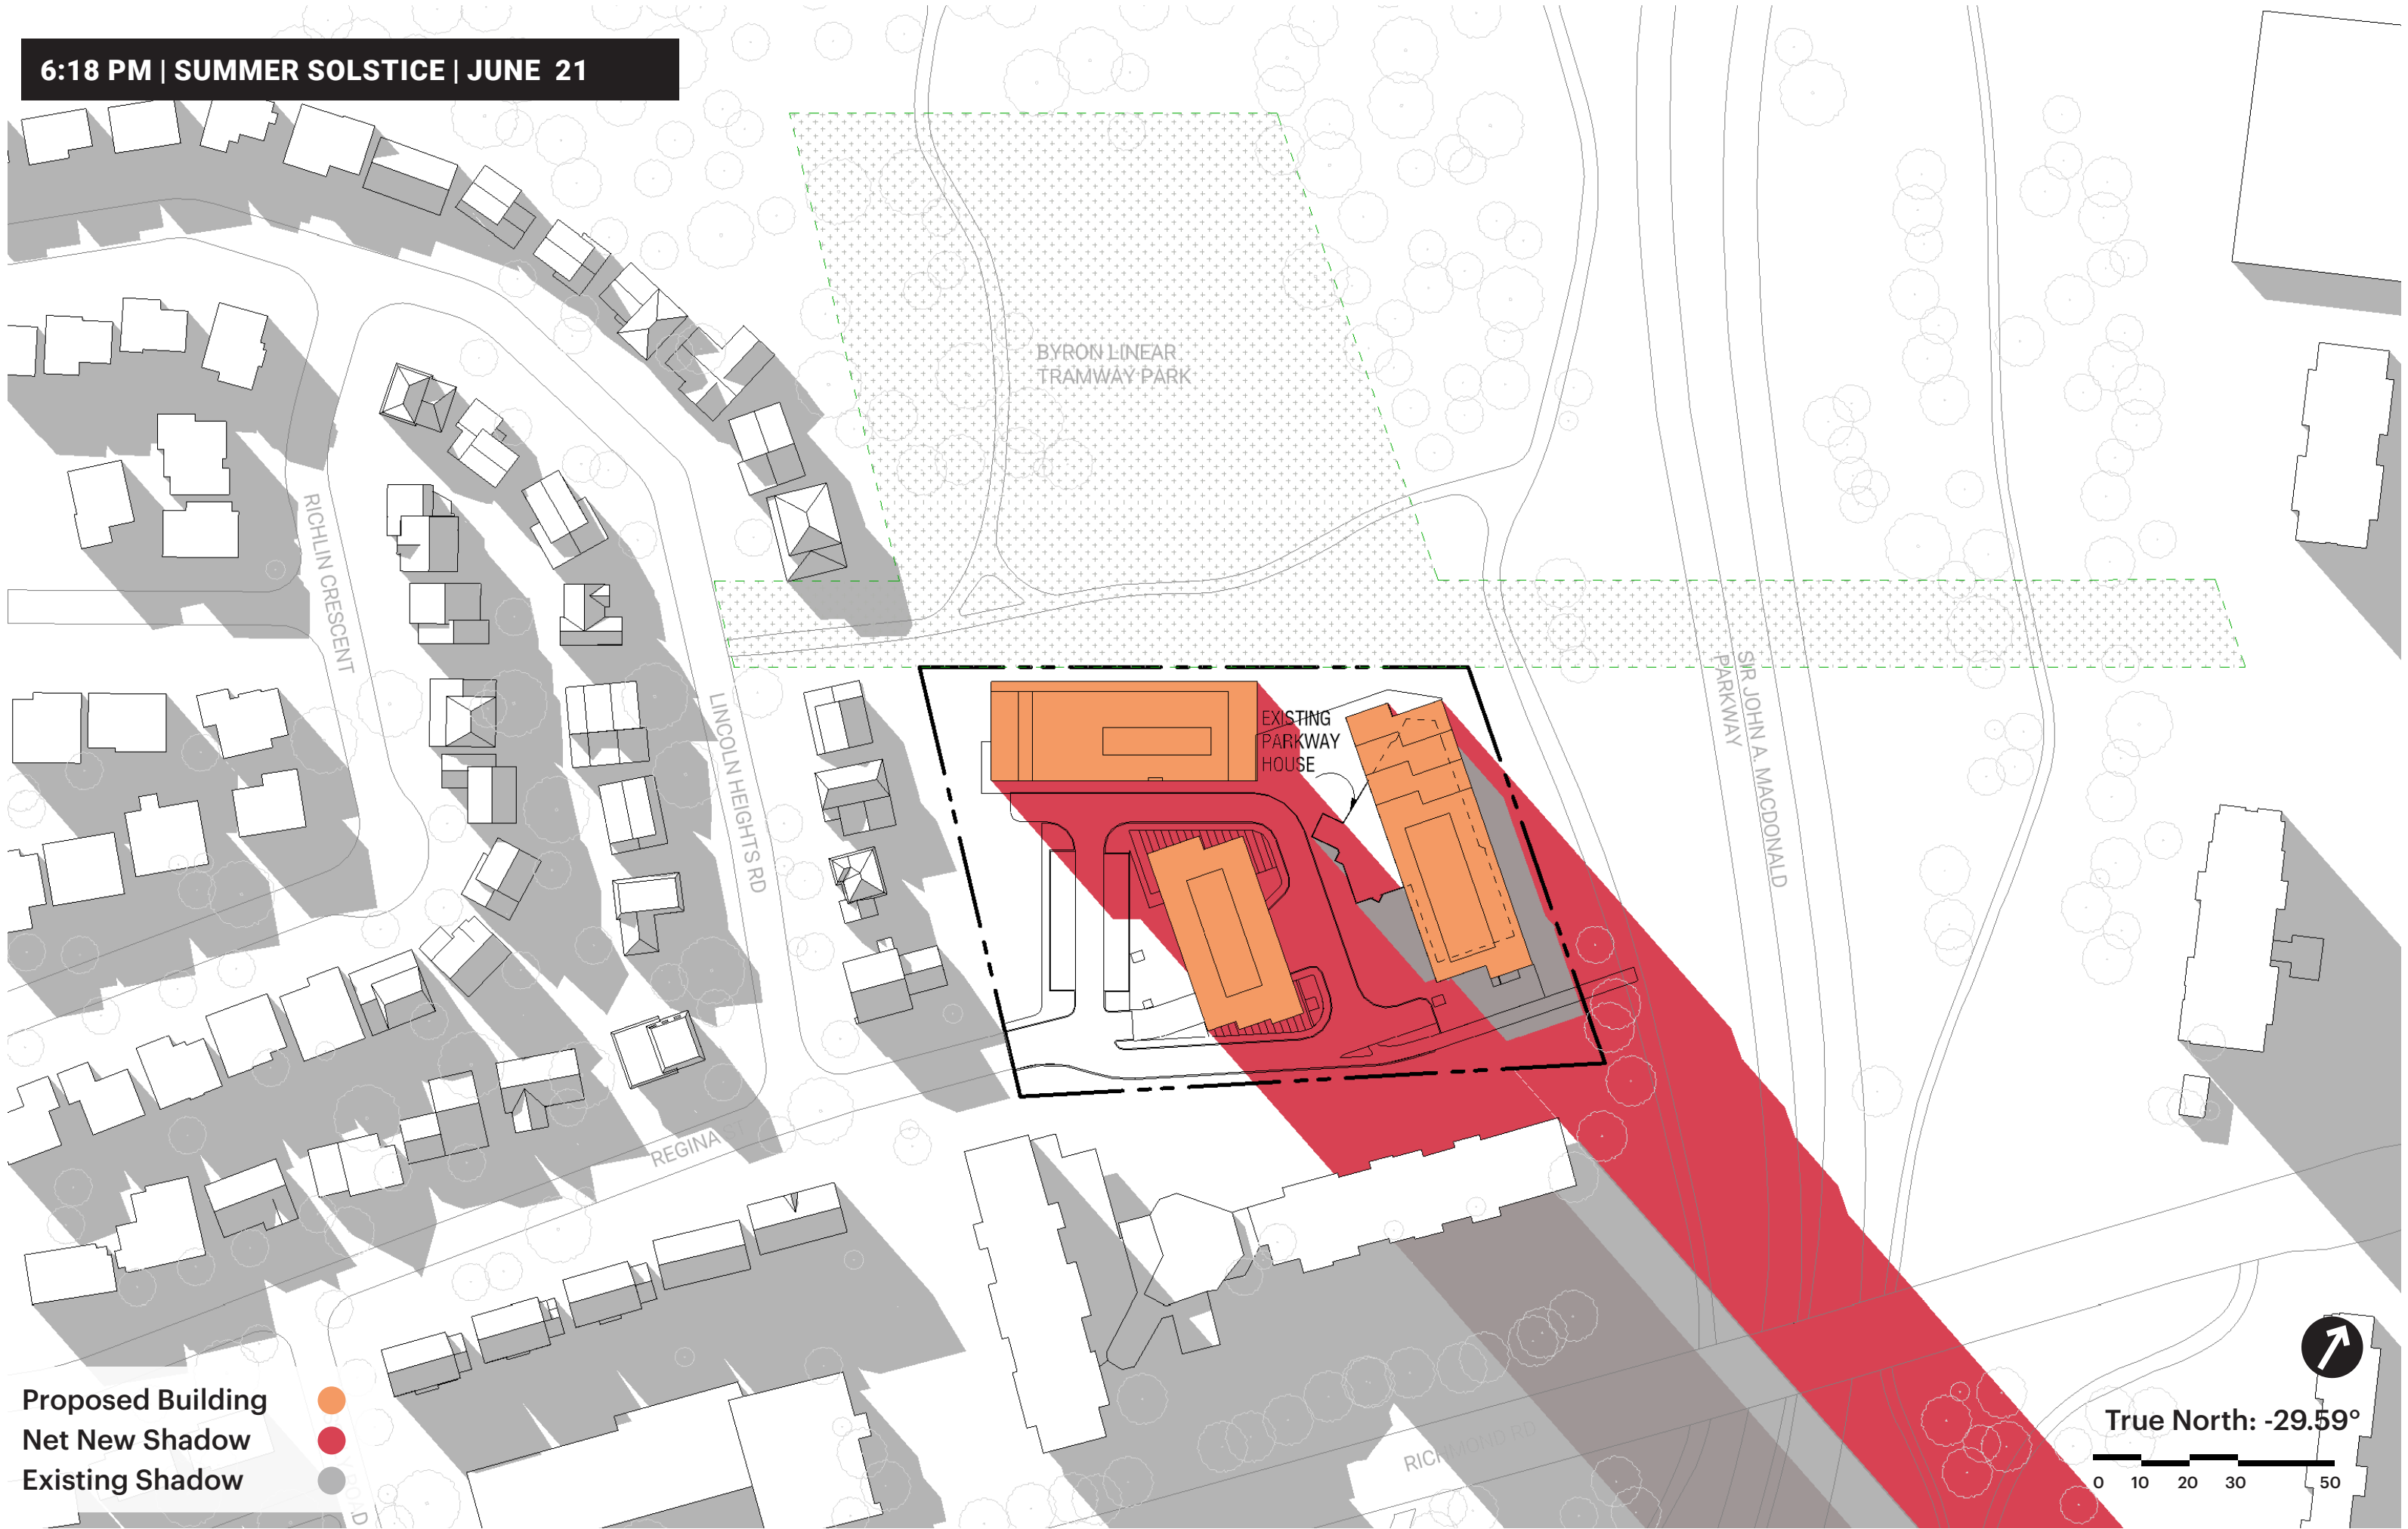 6:18 PM | SUMMER SOLSTICE | JUNE 21
BYRON LINEAR
TRAMWAY PARK
RICHLIN CRESCENT
LINCOLN HEIGHTS RD
EXISTING
PARKWAY
HOUSE
SIR JOHN A. MACDONALD
PARKWAY
REGINA
RICHMOND RD
Proposed Building
Net New Shadow
Existing Shadow
True North: -29.59°
0 10 20 30 50